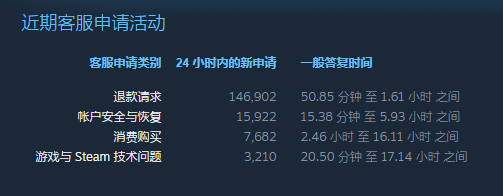 近期客服申请活动
客服申请类别 24 小时内的新申请 一般答复时间
退款请求 146,902 50.85 分钟 至 1.61 小时 之间
帐户安全与恢复 15,922 15.38 分钟 至 5.93 小时 之间
消费购买 7,682 2.46 小时 至 16.11 小时 之间
游戏与 Steam 技术问题 3,210 20.50 分钟 至 17.14 小时 之间